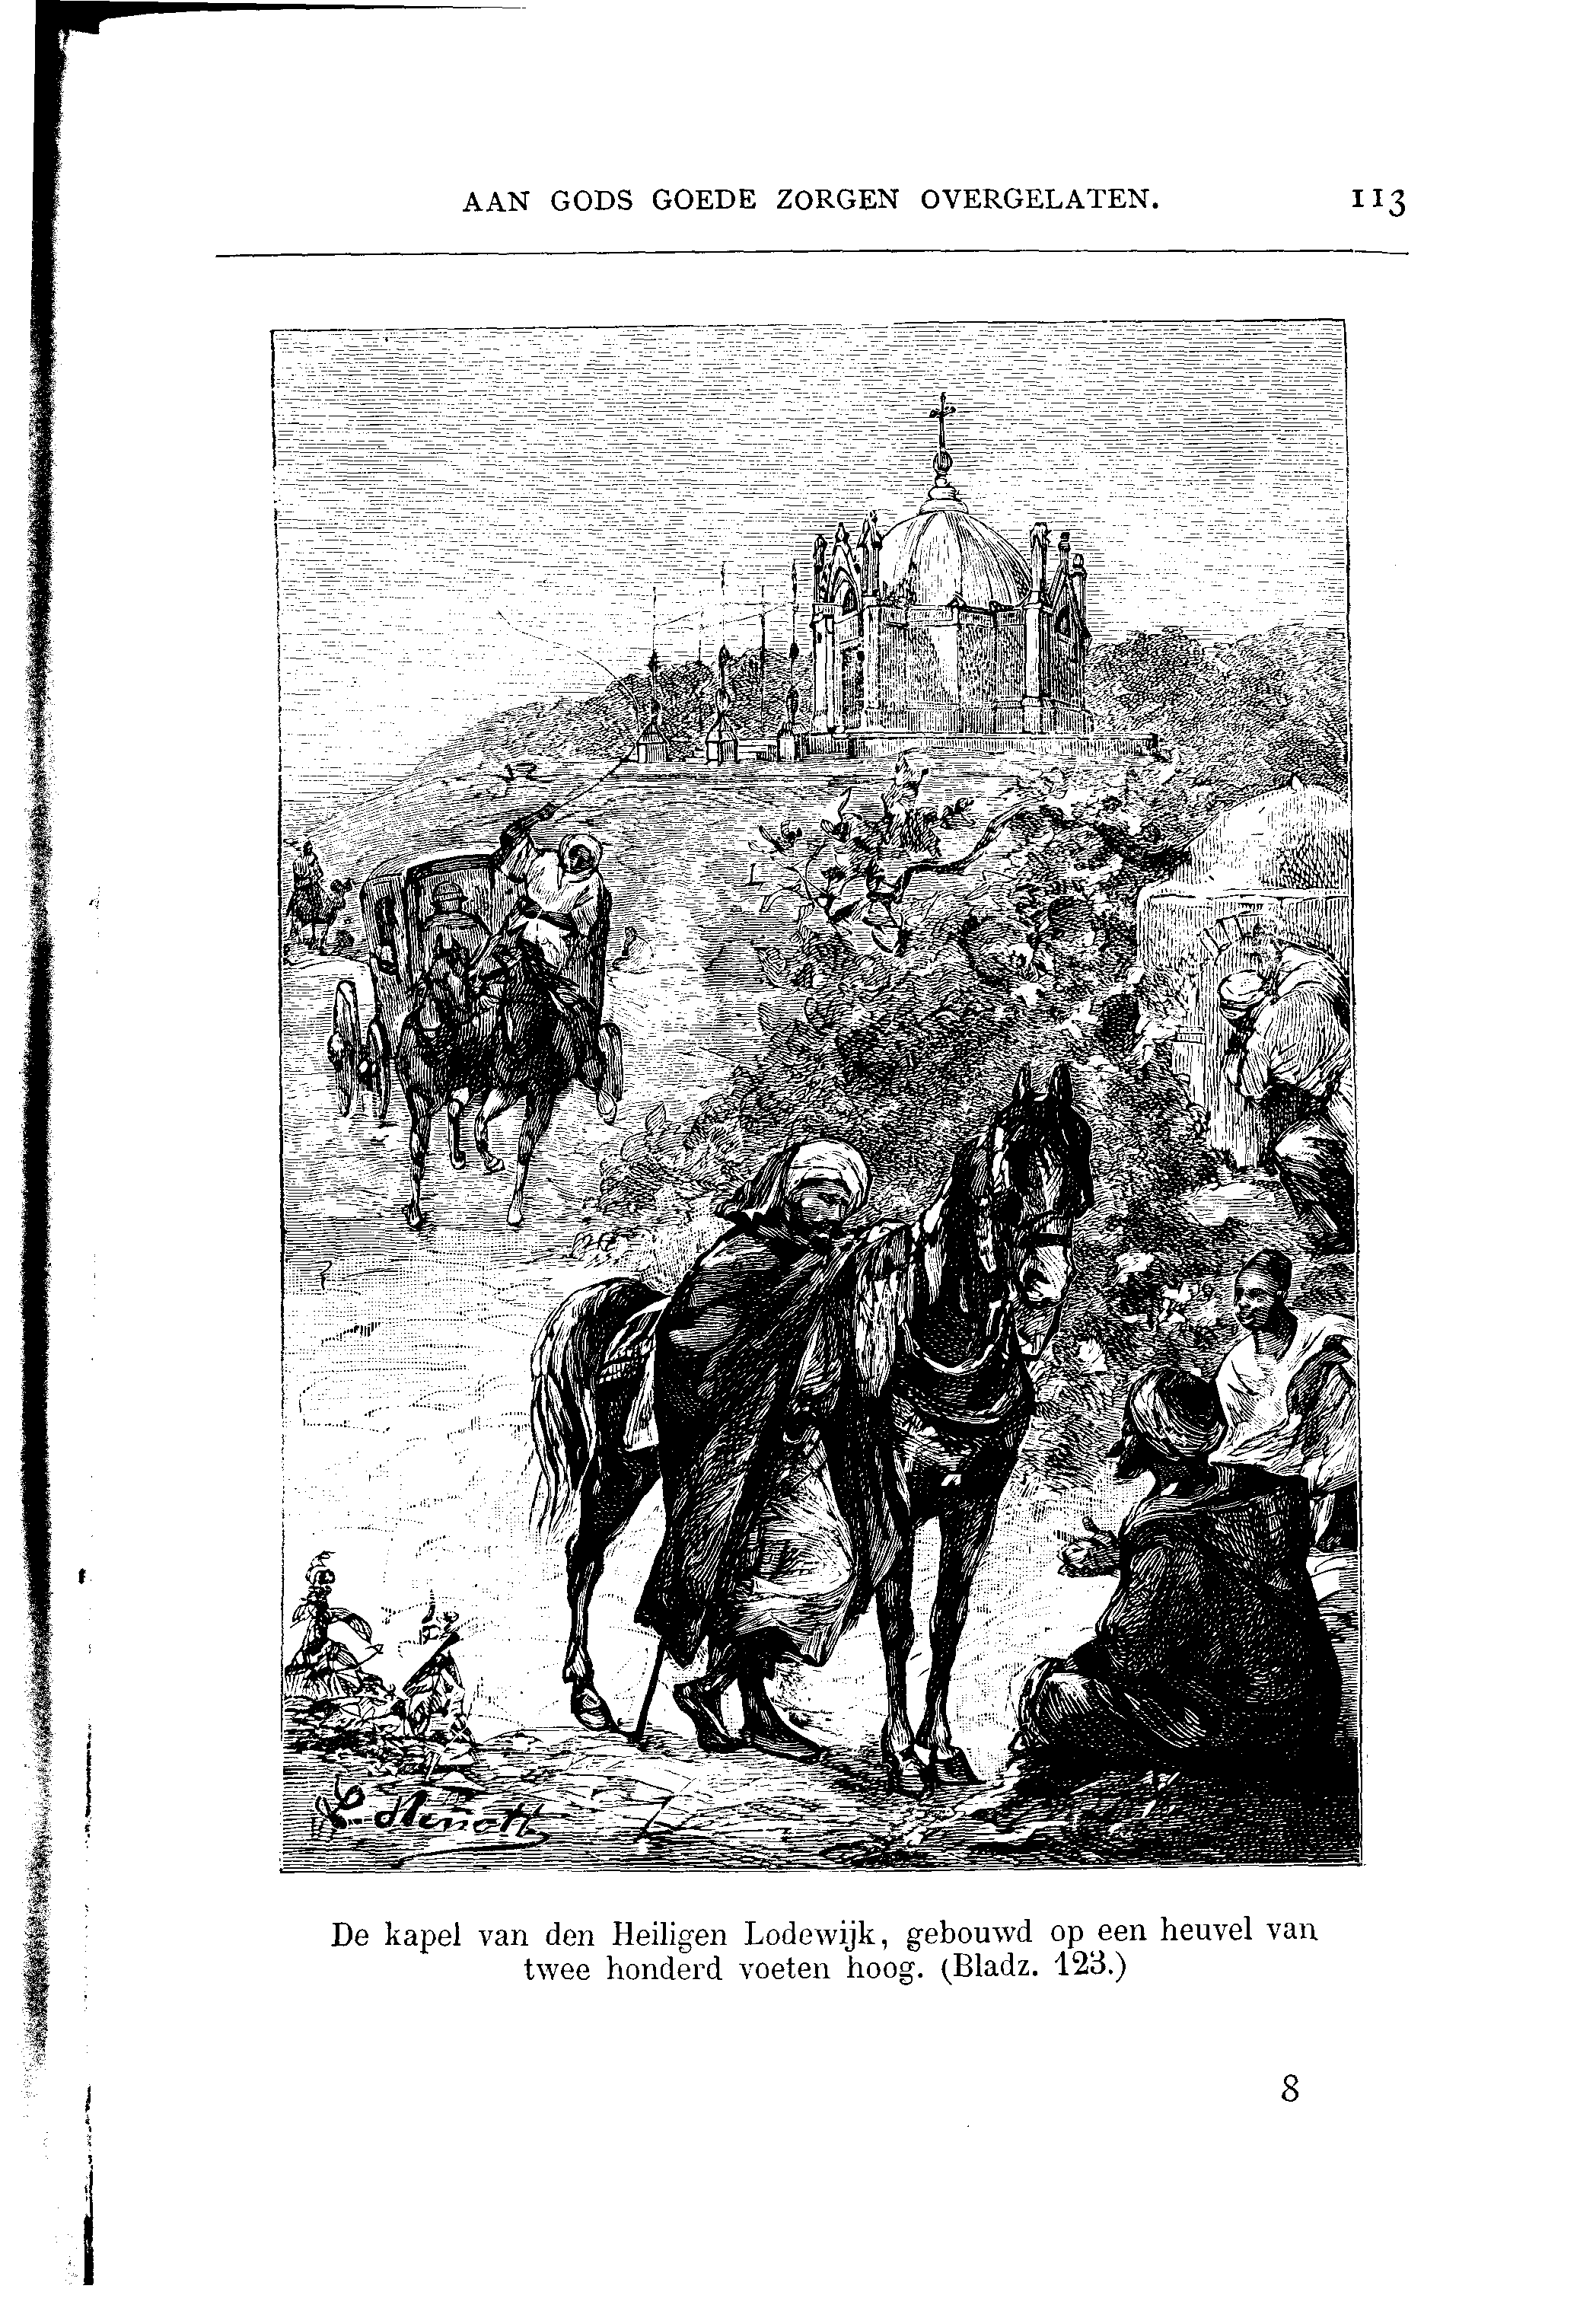 AAN GODS GOEDE ZORGEN OVERGELATEN. 113
De kapel van den Heiligen Lodewijk, gebouwd op een heuvel van
twee honderd voeten hoog. (Bladz. 123.)
8